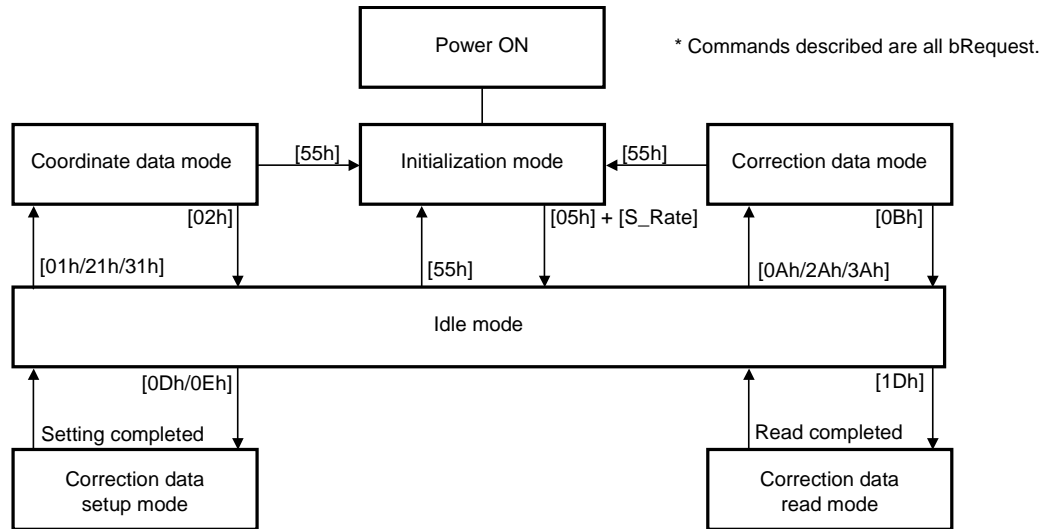 Power ON
* Commands described are all bRequest.
Coordinate data mode
[55h]
Initialization mode
[55h]
Correction data mode
[02h]
[05h] + [S_Rate]
[0Bh]
[01h/21h/31h]
[55h]
[0Ah/2Ah/3Ah]
Idle mode
[0Dh/0Eh]
[1Dh]
Setting completed
Read completed
Correction data
setup mode
Correction data
read mode